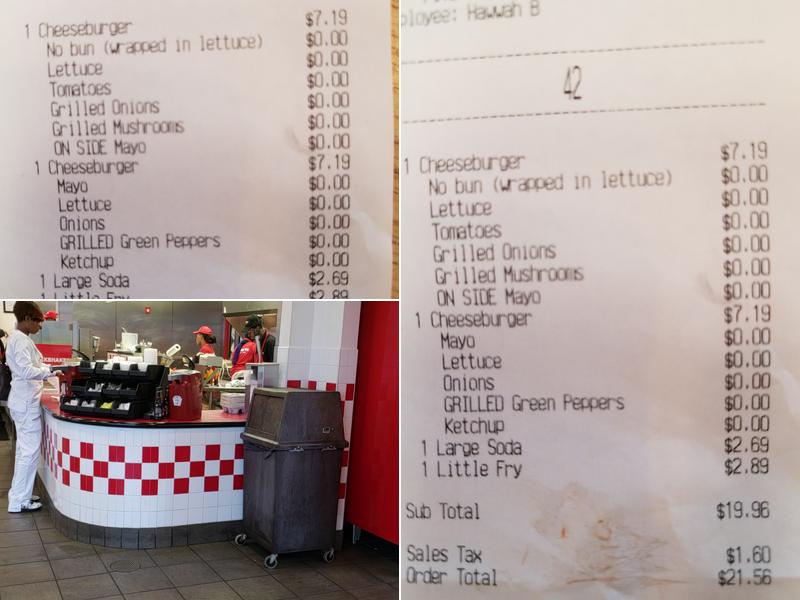 1 Cheeseburger $7.19
No bun (wrapped in lettuce) $0.00
Lettuce $0.00
Tomatoes $0.00
Grilled Onions $0.00
Grilled Mushrooms $0.00
ON SIDE Mayo $0.00
1 Cheeseburger $7.19
Mayo $0.00
Lettuce $0.00
Onions $0.00
GRILLED Green Peppers $0.00
Ketchup $0.00
1 Large Soda $2.69
1 Little Fry $2.89
ployee: Hawwah B
42
1 Cheeseburger $7.19
No bun (wrapped in lettuce) $0.00
Lettuce $0.00
Tomatoes $0.00
Grilled Onions $0.00
Grilled Mushrooms $0.00
ON SIDE Mayo $0.00
1 Cheeseburger $7.19
Mayo $0.00
Lettuce $0.00
Onions $0.00
GRILLED Green Peppers $0.00
Ketchup $0.00
1 Large Soda $2.69
1 Little Fry $2.89
Sub Total $19.96
Sales Tax $1.60
Order Total $21.56